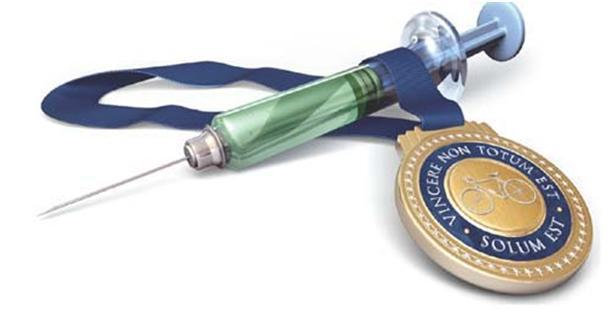 VINCERE NON TOTUM EST
· SOLUM EST ·